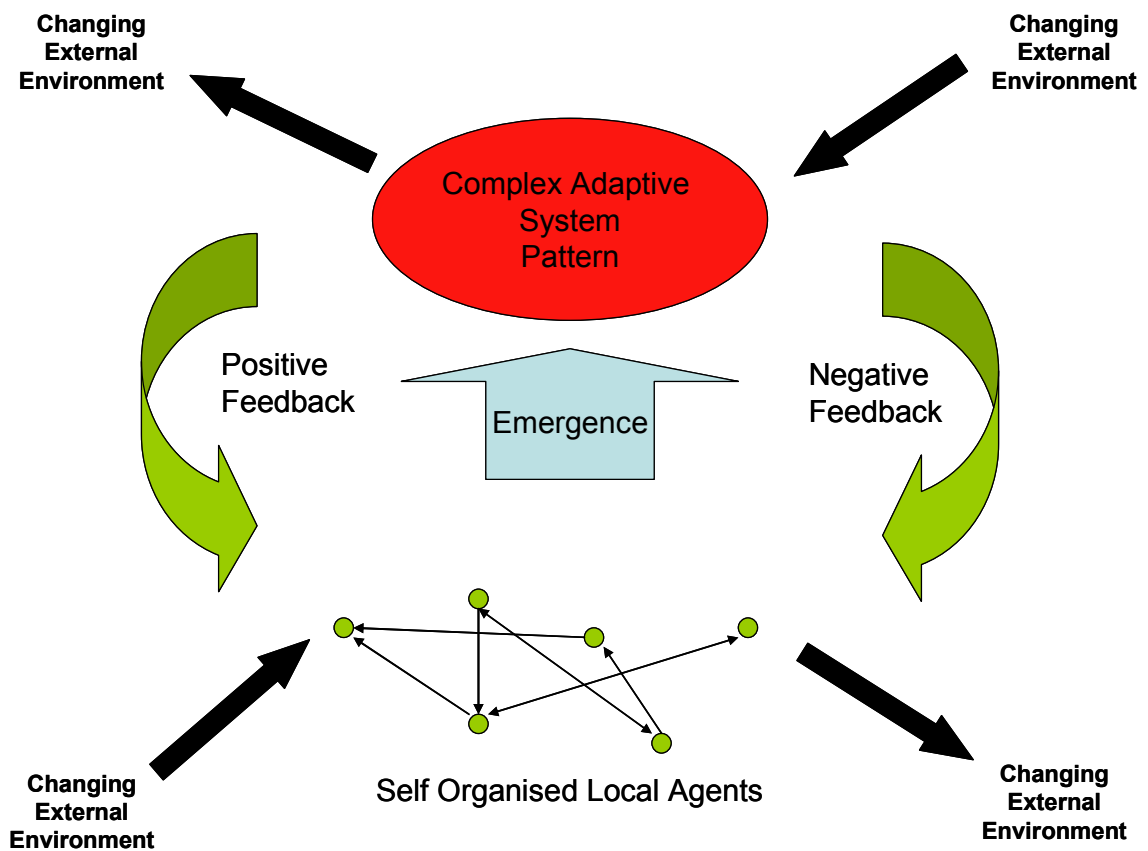 Changing
External
Environment
Changing
External
Environment
Complex Adaptive
System
Pattern
Positive
Feedback
Emergence
Negative
Feedback
Self Organised Local Agents
Changing
External
Environment
Changing
External
Environment